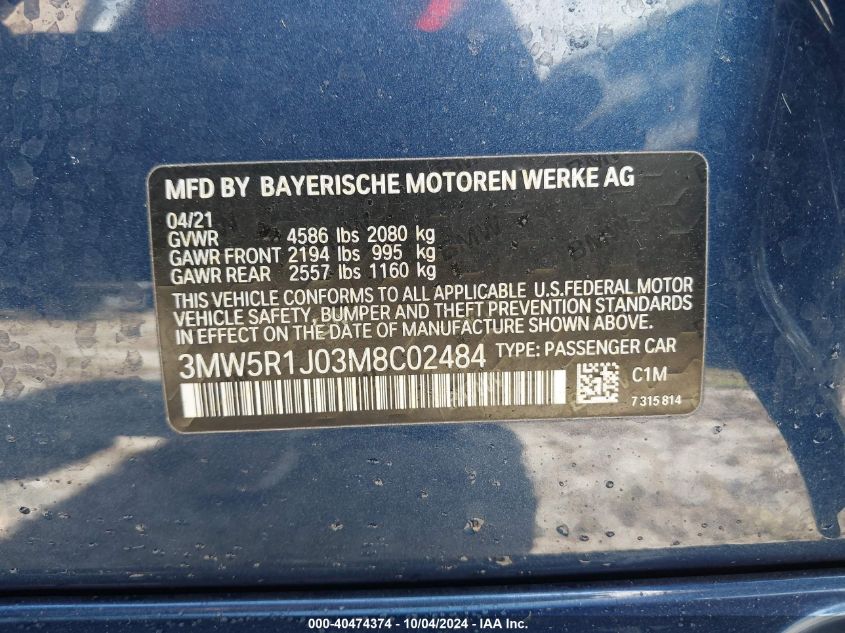 MFD BY BAYERISCHE MOTOREN WERKE AG
04/21
GVWR 4586 lbs 2080 kg
GAWR FRONT 2194 lbs 995 kg
GAWR REAR 2557 lbs 1160 kg
THIS VEHICLE CONFORMS TO ALL APPLICABLE U.S.FEDERAL MOTOR
VEHICLE SAFETY, BUMPER AND THEFT PREVENTION STANDARDS
IN EFFECT ON THE DATE OF MANUFACTURE SHOWN ABOVE.
3MW5R1J03M8C02484 TYPE: PASSENGER CAR
C1M
7 315 814
000-40474374 - 10/04/2024 - WWW.IAAI.COM